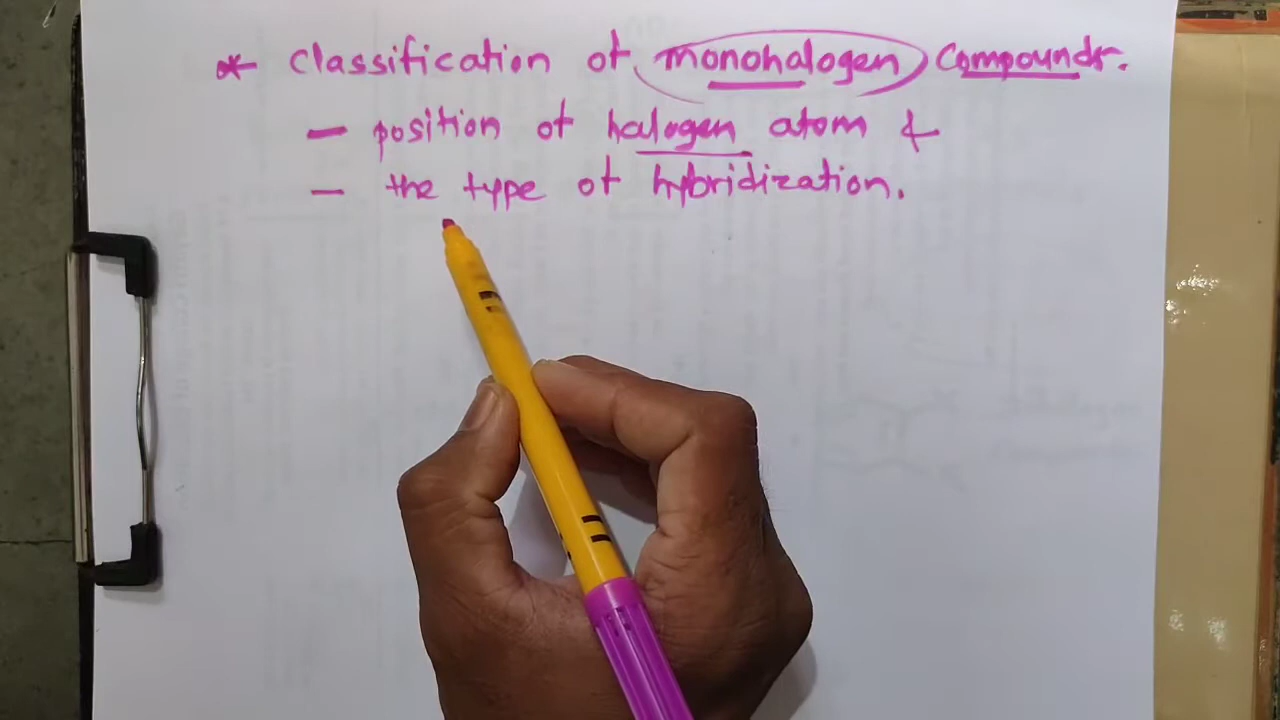 * Classification of monohalogen Compounds.
- position of halogen atom &
- the type of hybridization.